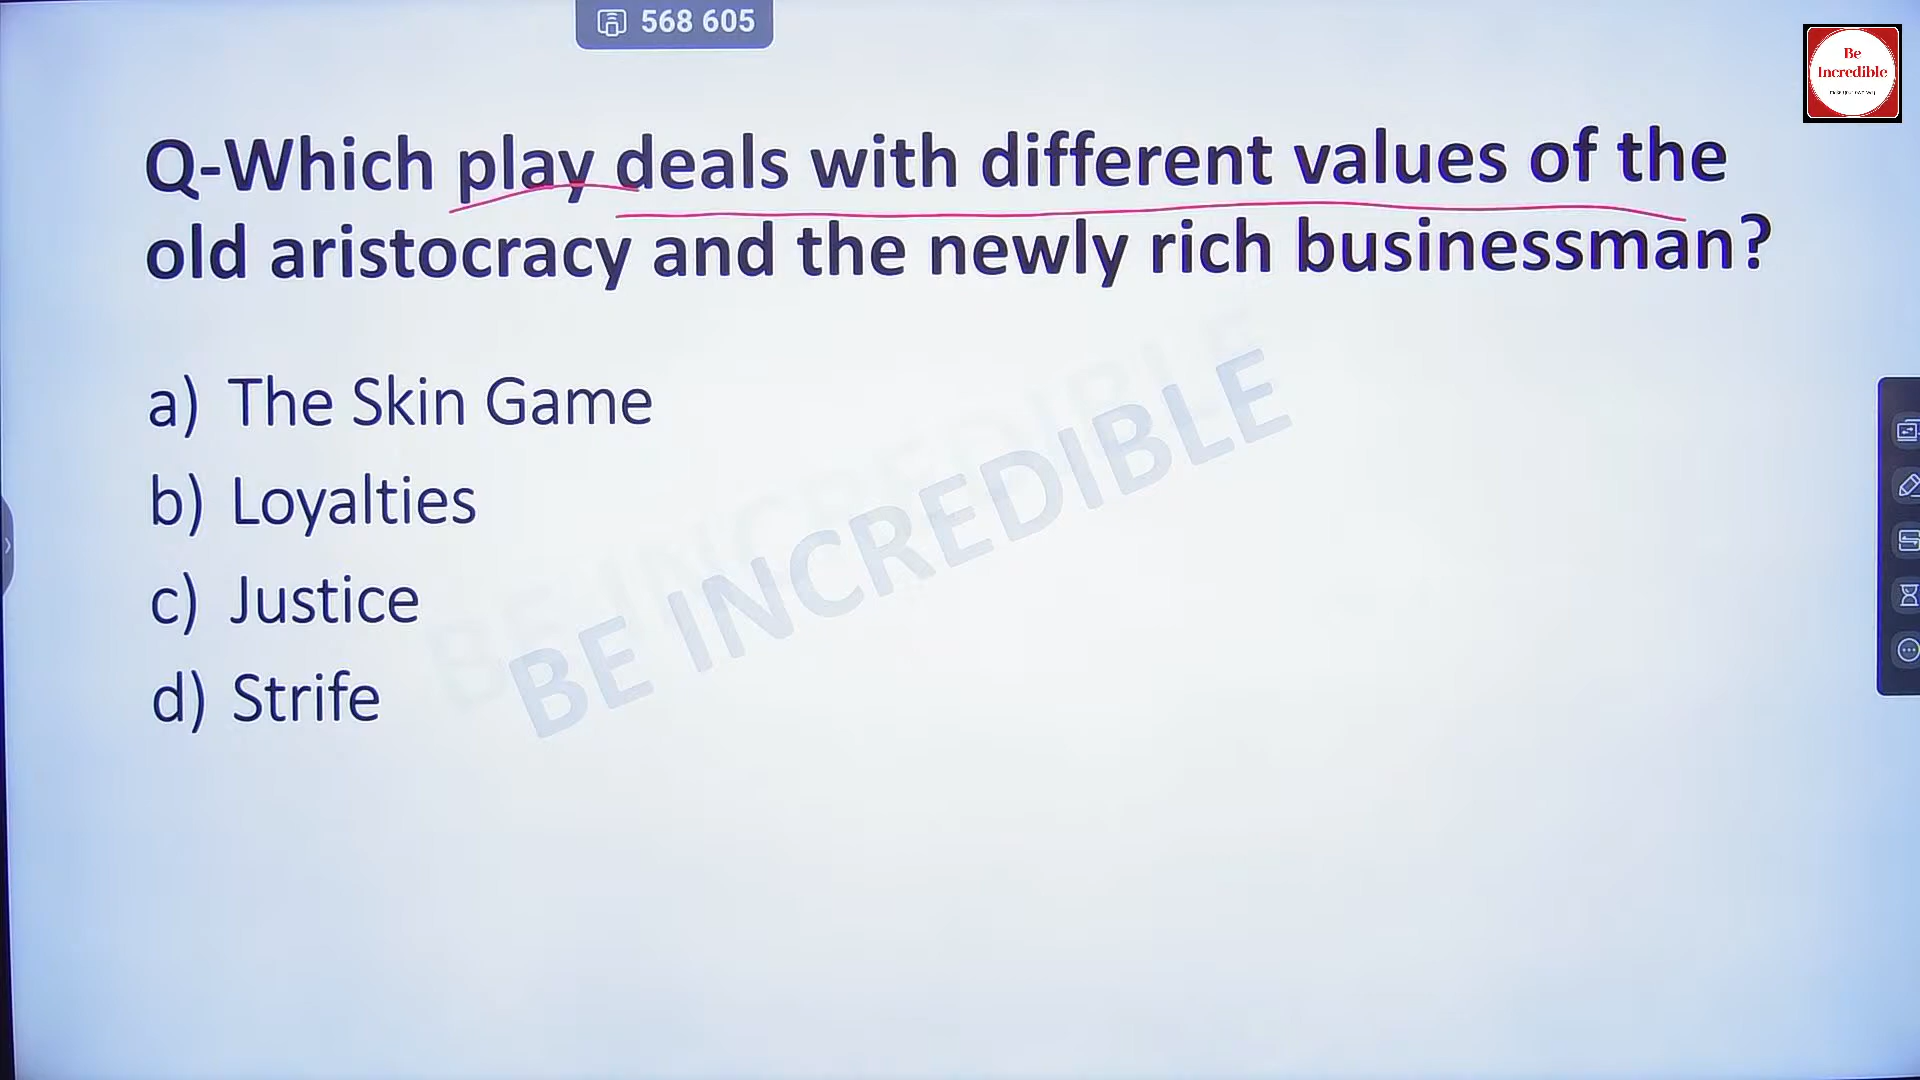 568 605
Be
Incredible
Q-Which play deals with different values of the
old aristocracy and the newly rich businessman?
a) The Skin Game
b) Loyalties
c) Justice
d) Strife
BE INCREDIBLE